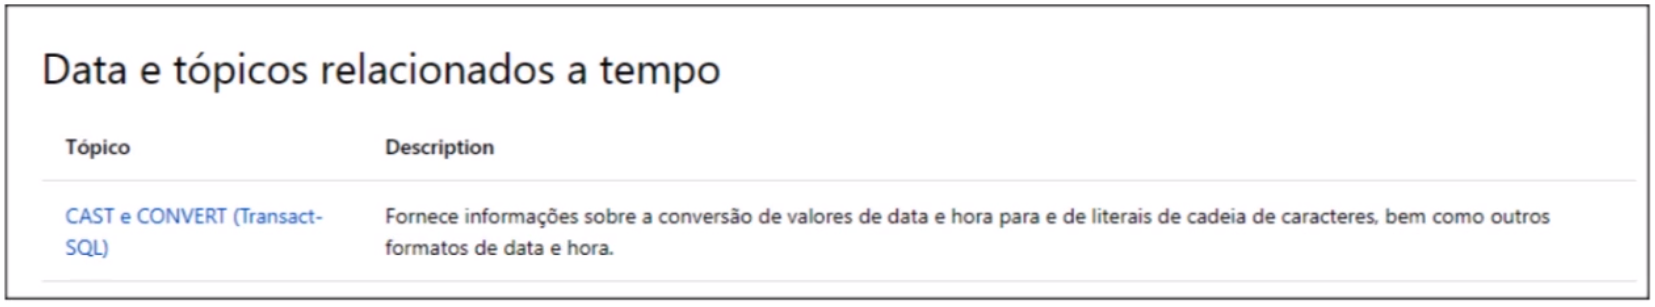 Data e tópicos relacionados a tempo
Tópico Description
CAST e CONVERT (Transact- Fornece informações sobre a conversão de valores de data e hora para e de literais de cadeia de caracteres, bem como outros
SQL) formatos de data e hora.